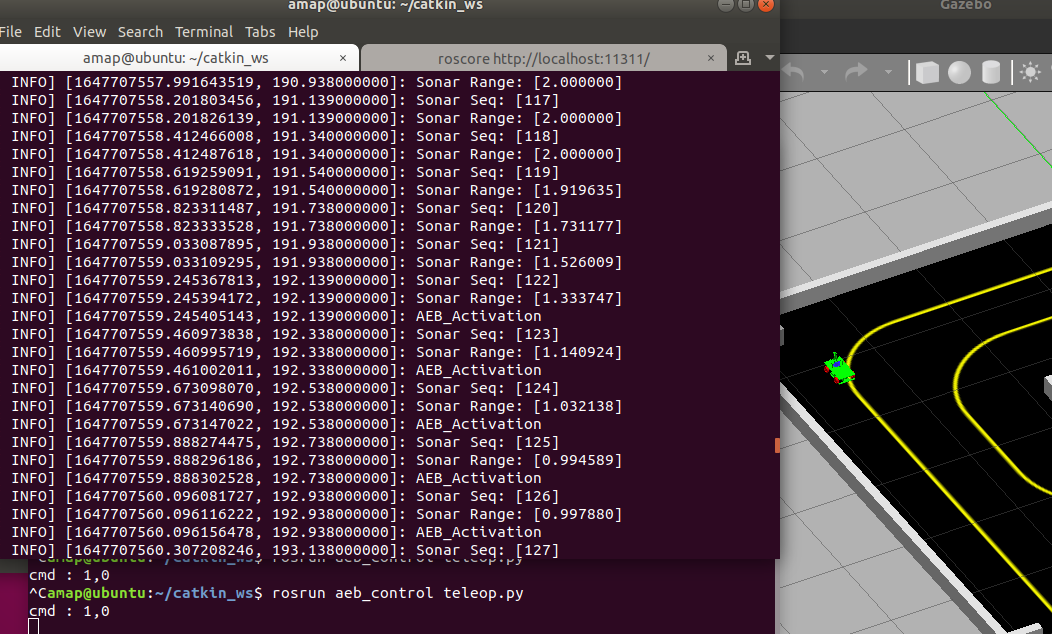 amap@ubuntu: ~/catkin_ws
Gazebo
File Edit View Search Terminal Tabs Help
amap@ubuntu: ~/catkin_ws × roscore http://localhost:11311/ ×
INFO] [1647707557.991643519, 190.938000000]: Sonar Range: [2.000000]
INFO] [1647707558.201803456, 191.139000000]: Sonar Seq: [117]
INFO] [1647707558.201826139, 191.139000000]: Sonar Range: [2.000000]
INFO] [1647707558.412466008, 191.340000000]: Sonar Seq: [118]
INFO] [1647707558.412487618, 191.340000000]: Sonar Range: [2.000000]
INFO] [1647707558.619259091, 191.540000000]: Sonar Seq: [119]
INFO] [1647707558.619280872, 191.540000000]: Sonar Range: [1.919635]
INFO] [1647707558.823311487, 191.738000000]: Sonar Seq: [120]
INFO] [1647707558.823333528, 191.738000000]: Sonar Range: [1.731177]
INFO] [1647707559.033087895, 191.938000000]: Sonar Seq: [121]
INFO] [1647707559.033109295, 191.938000000]: Sonar Range: [1.526009]
INFO] [1647707559.245367813, 192.139000000]: Sonar Seq: [122]
INFO] [1647707559.245394172, 192.139000000]: Sonar Range: [1.333747]
INFO] [1647707559.245405143, 192.139000000]: AEB_Activation
INFO] [1647707559.460973838, 192.338000000]: Sonar Seq: [123]
INFO] [1647707559.460995719, 192.338000000]: Sonar Range: [1.140924]
INFO] [1647707559.461002011, 192.338000000]: AEB_Activation
INFO] [1647707559.673098070, 192.538000000]: Sonar Seq: [124]
INFO] [1647707559.673140690, 192.538000000]: Sonar Range: [1.032138]
INFO] [1647707559.673147022, 192.538000000]: AEB_Activation
INFO] [1647707559.888274475, 192.738000000]: Sonar Seq: [125]
INFO] [1647707559.888296186, 192.738000000]: Sonar Range: [0.994589]
INFO] [1647707559.888302528, 192.738000000]: AEB_Activation
INFO] [1647707560.096081727, 192.938000000]: Sonar Seq: [126]
INFO] [1647707560.096116222, 192.938000000]: Sonar Range: [0.997880]
INFO] [1647707560.096156478, 192.938000000]: AEB_Activation
INFO] [1647707560.307208246, 193.138000000]: Sonar Seq: [127]
^Camap@ubuntu:~/catkin_ws$ rosrun aeb_control teleop.py
cmd : 1,0
^Camap@ubuntu:~/catkin_ws$ rosrun aeb_control teleop.py
cmd : 1,0